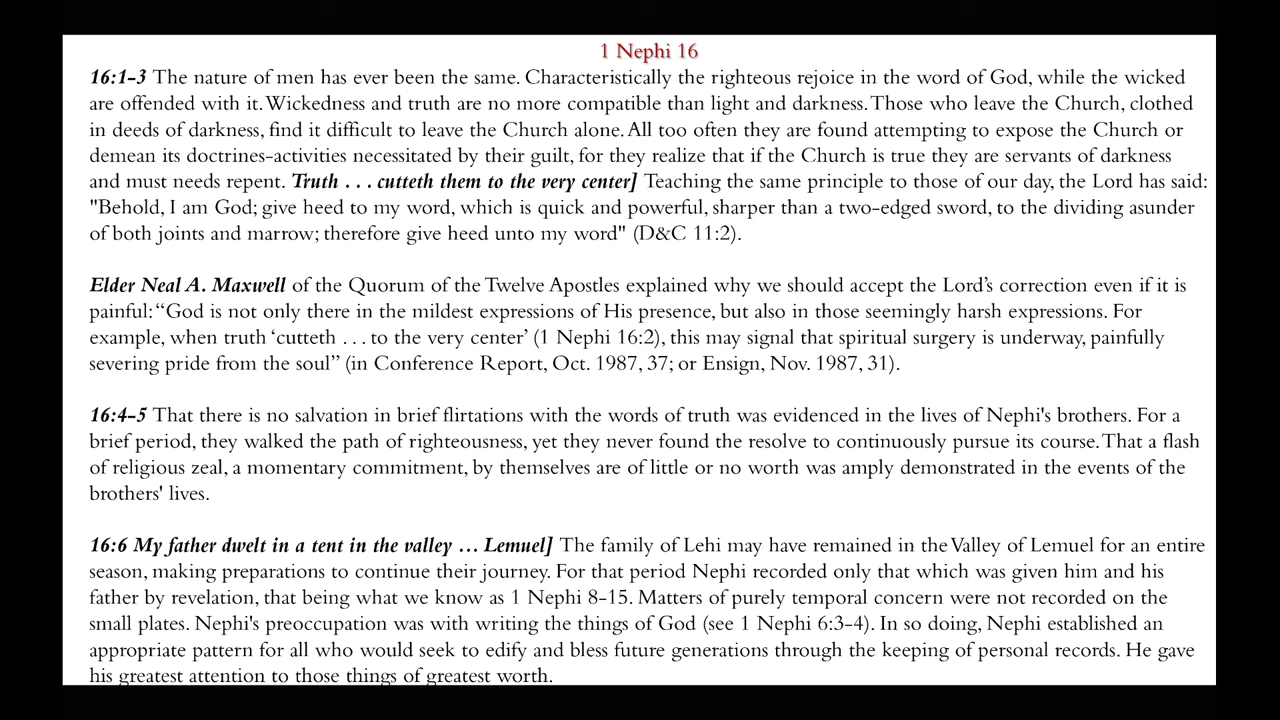 1 Nephi 16
16:1-3 The nature of men has ever been the same. Characteristically the righteous rejoice in the word of God, while the wicked
are offended with it. Wickedness and truth are no more compatible than light and darkness. Those who leave the Church, clothed
in deeds of darkness, find it difficult to leave the Church alone. All too often they are found attempting to expose the Church or
demean its doctrines-activities necessitated by their guilt, for they realize that if the Church is true they are servants of darkness
and must needs repent. Truth . . . cutteth them to the very center] Teaching the same principle to those of our day, the Lord has said:
"Behold, I am God; give heed to my word, which is quick and powerful, sharper than a two-edged sword, to the dividing asunder
of both joints and marrow; therefore give heed unto my word" (D&C 11:2).
Elder Neal A. Maxwell of the Quorum of the Twelve Apostles explained why we should accept the Lord’s correction even if it is
painful: “God is not only there in the mildest expressions of His presence, but also in those seemingly harsh expressions. For
example, when truth ‘cutteth . . . to the very center’ (1 Nephi 16:2), this may signal that spiritual surgery is underway, painfully
severing pride from the soul” (in Conference Report, Oct. 1987, 37; or Ensign, Nov. 1987, 31).
16:4-5 That there is no salvation in brief flirtations with the words of truth was evidenced in the lives of Nephi's brothers. For a
brief period, they walked the path of righteousness, yet they never found the resolve to continuously pursue its course. That a flash
of religious zeal, a momentary commitment, by themselves are of little or no worth was amply demonstrated in the events of the
brothers' lives.
16:6 My father dwelt in a tent in the valley … Lemuel] The family of Lehi may have remained in the Valley of Lemuel for an entire
season, making preparations to continue their journey. For that period Nephi recorded only that which was given him and his
father by revelation, that being what we know as 1 Nephi 8-15. Matters of purely temporal concern were not recorded on the
small plates. Nephi's preoccupation was with writing the things of God (see 1 Nephi 6:3-4). In so doing, Nephi established an
appropriate pattern for all who would seek to edify and bless future generations through the keeping of personal records. He gave
his greatest attention to those things of greatest worth.